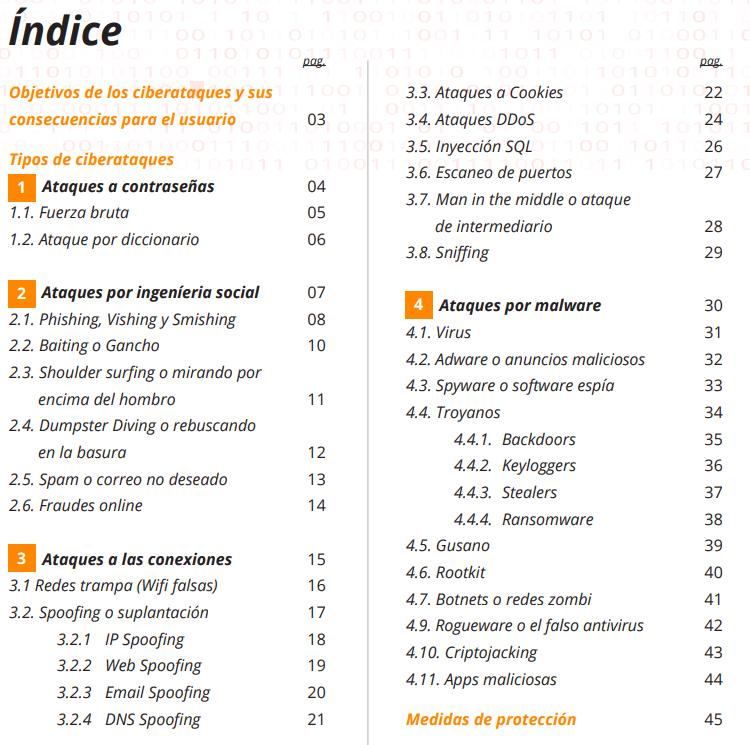 Índice
pag.
Objetivos de los ciberataques y sus
consecuencias para el usuario 03
Tipos de ciberataques
1 Ataques a contraseñas 04
1.1. Fuerza bruta 05
1.2. Ataque por diccionario 06
2 Ataques por ingeníeria social 07
2.1. Phishing, Vishing y Smishing 08
2.2. Baiting o Gancho 10
2.3. Shoulder surfing o mirando por
encima del hombro 11
2.4. Dumpster Diving o rebuscando
en la basura 12
2.5. Spam o correo no deseado 13
2.6. Fraudes online 14
3 Ataques a las conexiones 15
3.1 Redes trampa (Wifi falsas) 16
3.2. Spoofing o suplantación 17
3.2.1 IP Spoofing 18
3.2.2 Web Spoofing 19
3.2.3 Email Spoofing 20
3.2.4 DNS Spoofing 21
pag.
3.3. Ataques a Cookies 22
3.4. Ataques DDoS 24
3.5. Inyección SQL 26
3.6. Escaneo de puertos 27
3.7. Man in the middle o ataque
de intermediario 28
3.8. Sniffing 29
4 Ataques por malware 30
4.1. Virus 31
4.2. Adware o anuncios maliciosos 32
4.3. Spyware o software espía 33
4.4. Troyanos 34
4.4.1. Backdoors 35
4.4.2. Keyloggers 36
4.4.3. Stealers 37
4.4.4. Ransomware 38
4.5. Gusano 39
4.6. Rootkit 40
4.7. Botnets o redes zombi 41
4.9. Rogueware o el falso antivirus 42
4.10. Criptojacking 43
4.11. Apps maliciosas 44
Medidas de protección 45